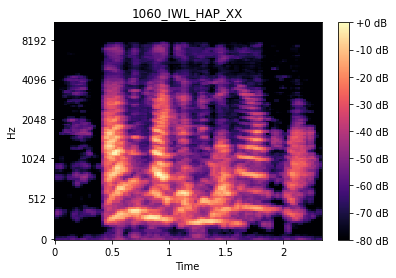 1060_IWL_HAP_XX
+0 dB
8192
-10 dB
4096
-20 dB
-30 dB
2048
Hz
-40 dB
1024
-50 dB
512
-60 dB
-70 dB
0
-80 dB
0 0.5 1 1.5 2
Time